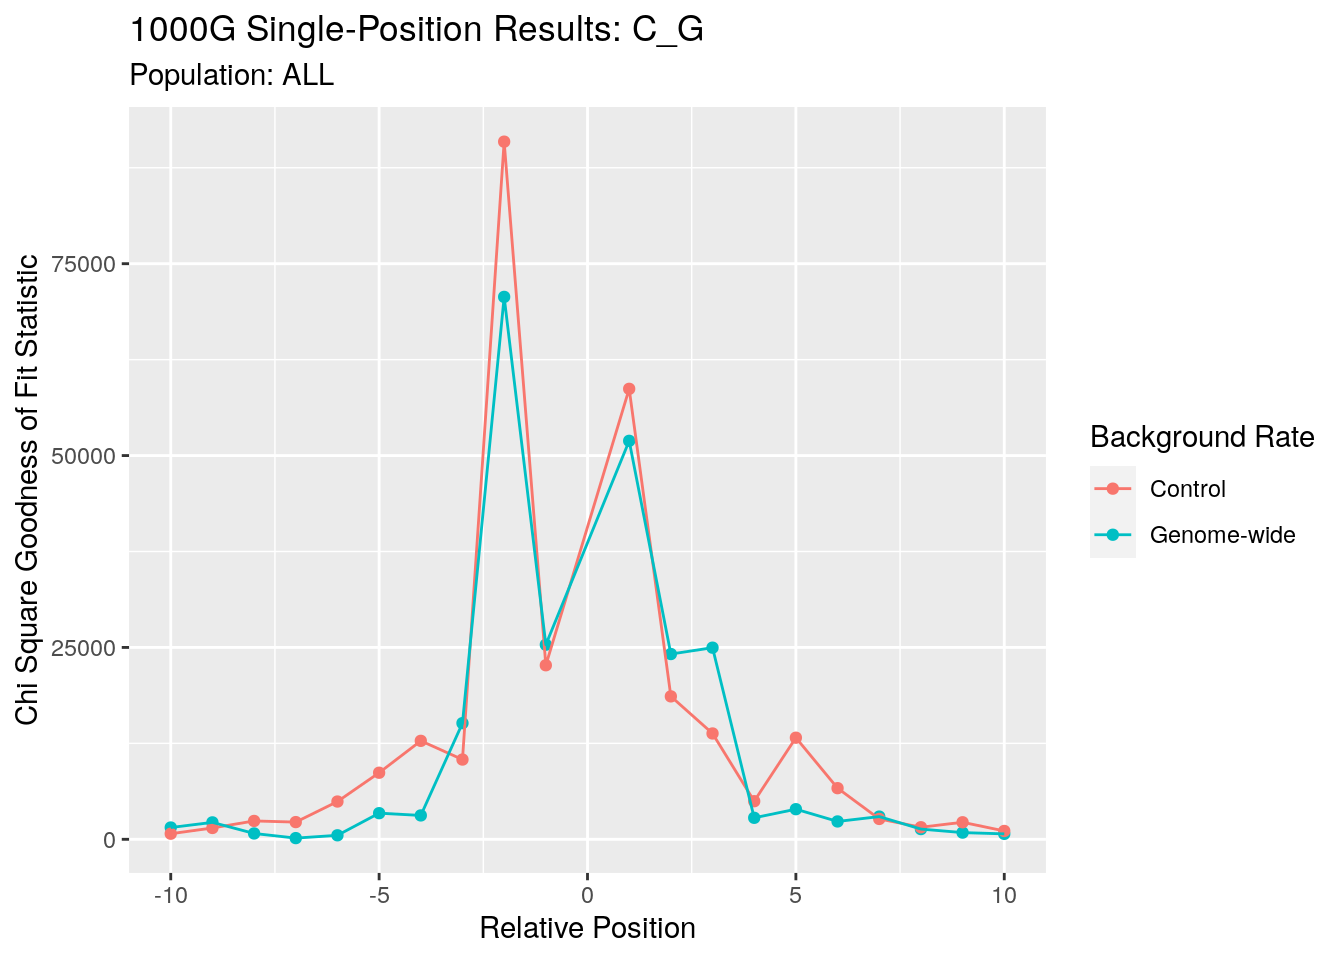 1000G Single-Position Results: C_G
Population: ALL
Chi Square Goodness of Fit Statistic
75000
50000
25000
0
-10
-5
0
5
10
Relative Position
Background Rate
Control
Genome-wide